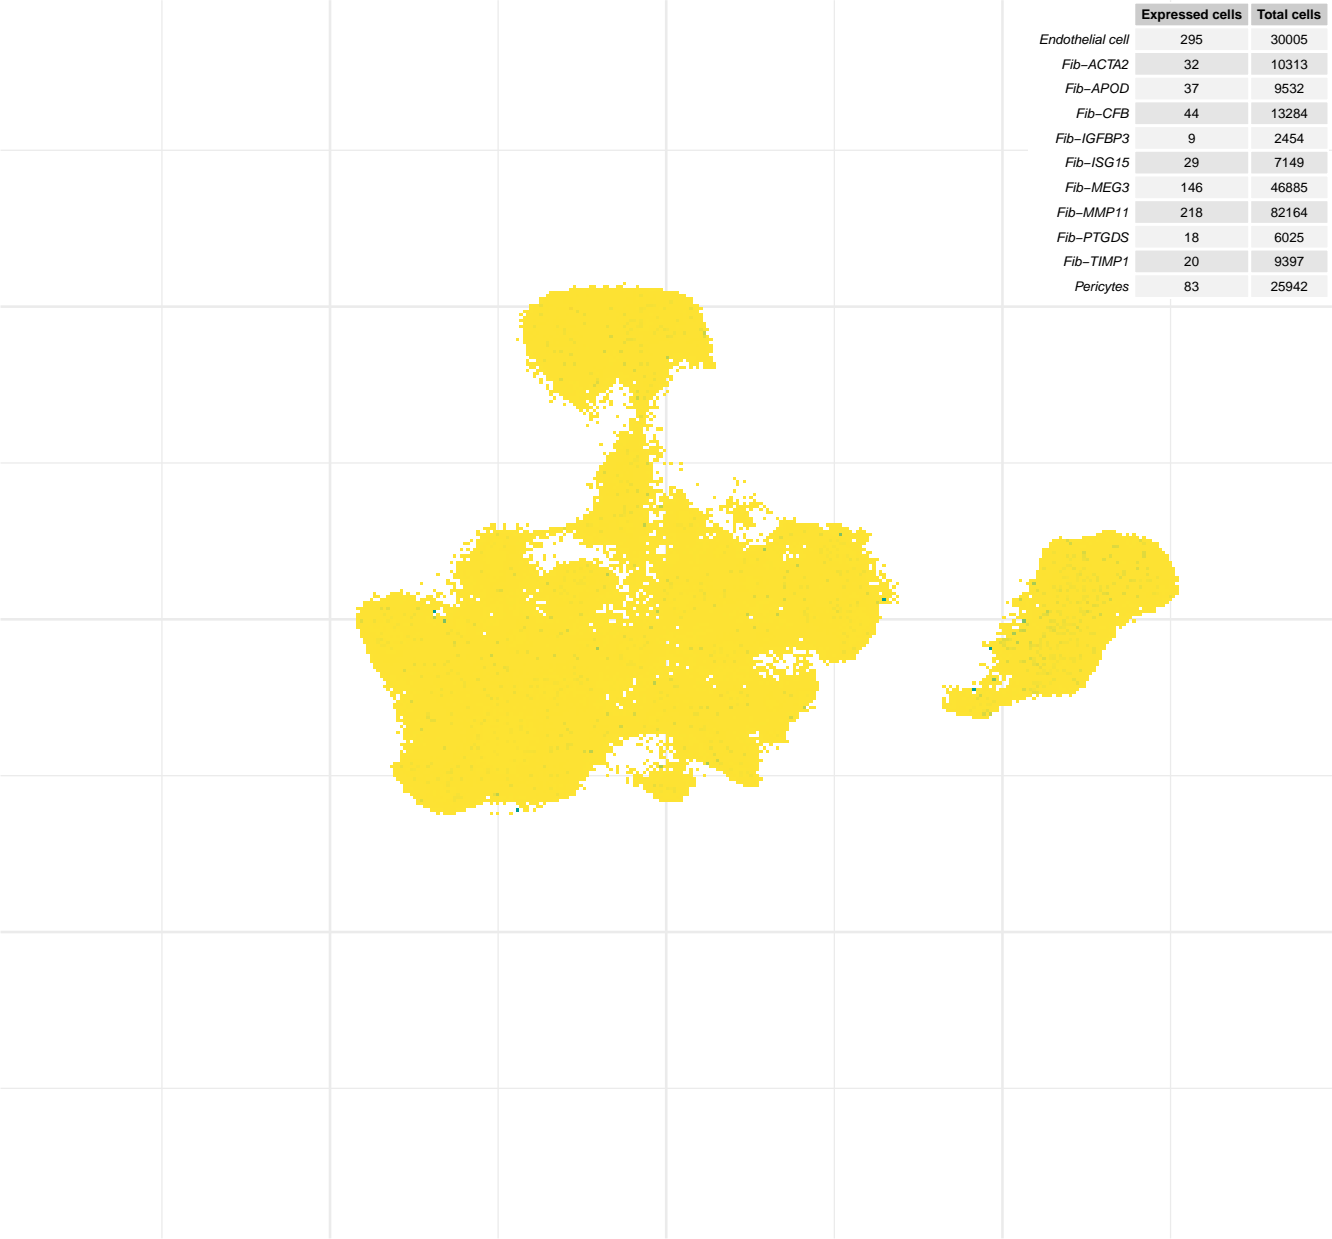 Expressed cells Total cells
Endothelial cell 295 30005
Fib−ACTA2 32 10313
Fib−APOD 37 9532
Fib−CFB 44 13284
Fib−IGFBP3 9 2454
Fib−ISG15 29 7149
Fib−MEG3 146 46885
Fib−MMP11 218 82164
Fib−PTGDS 18 6025
Fib−TIMP1 20 9397
Pericytes 83 25942